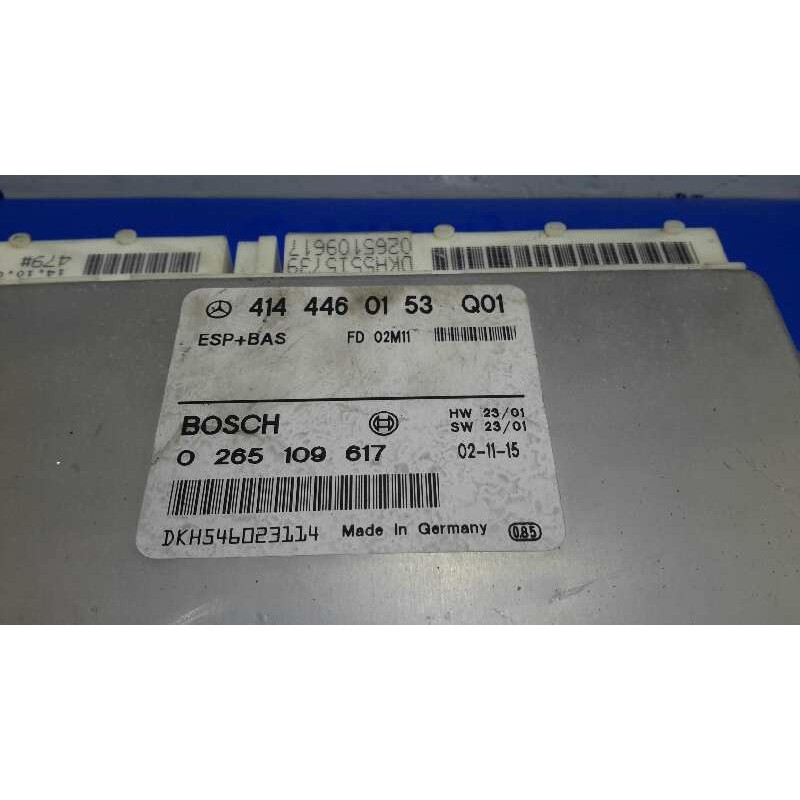 479#
0265109617
414 446 01 53 Q01
ESP+BAS FD 02M11
BOSCH
HW 23/01
SW 23/01
0 265 109 617
02-11-15
DKH546023114
Made in Germany
085